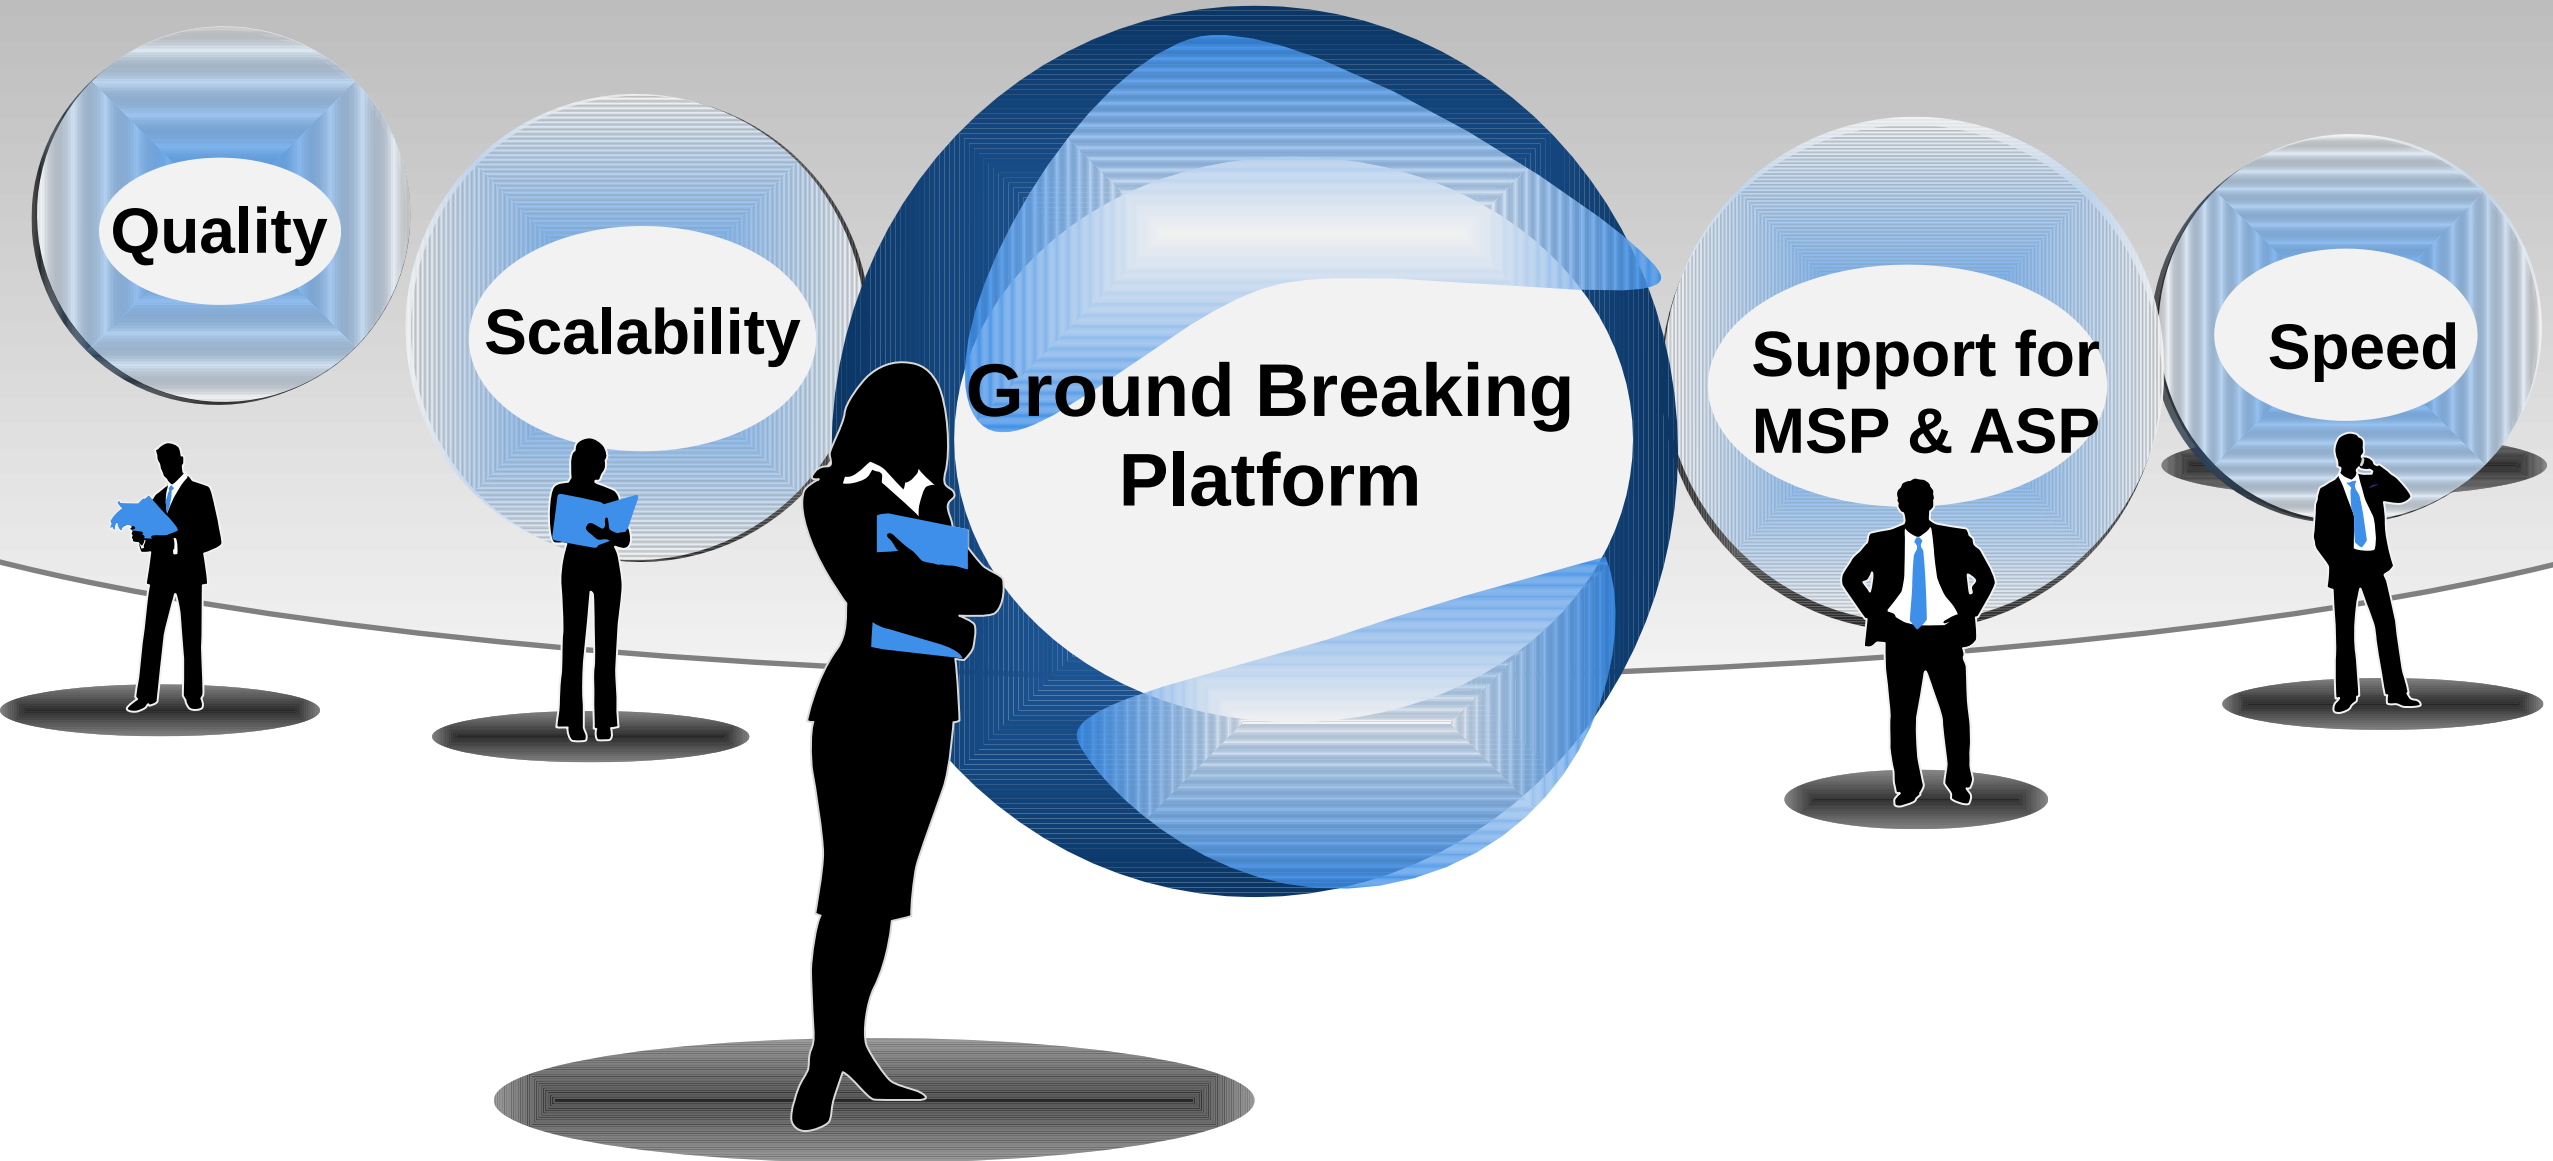 Quality
Scalability
Ground Breaking
Platform
Support for
MSP & ASP
Speed